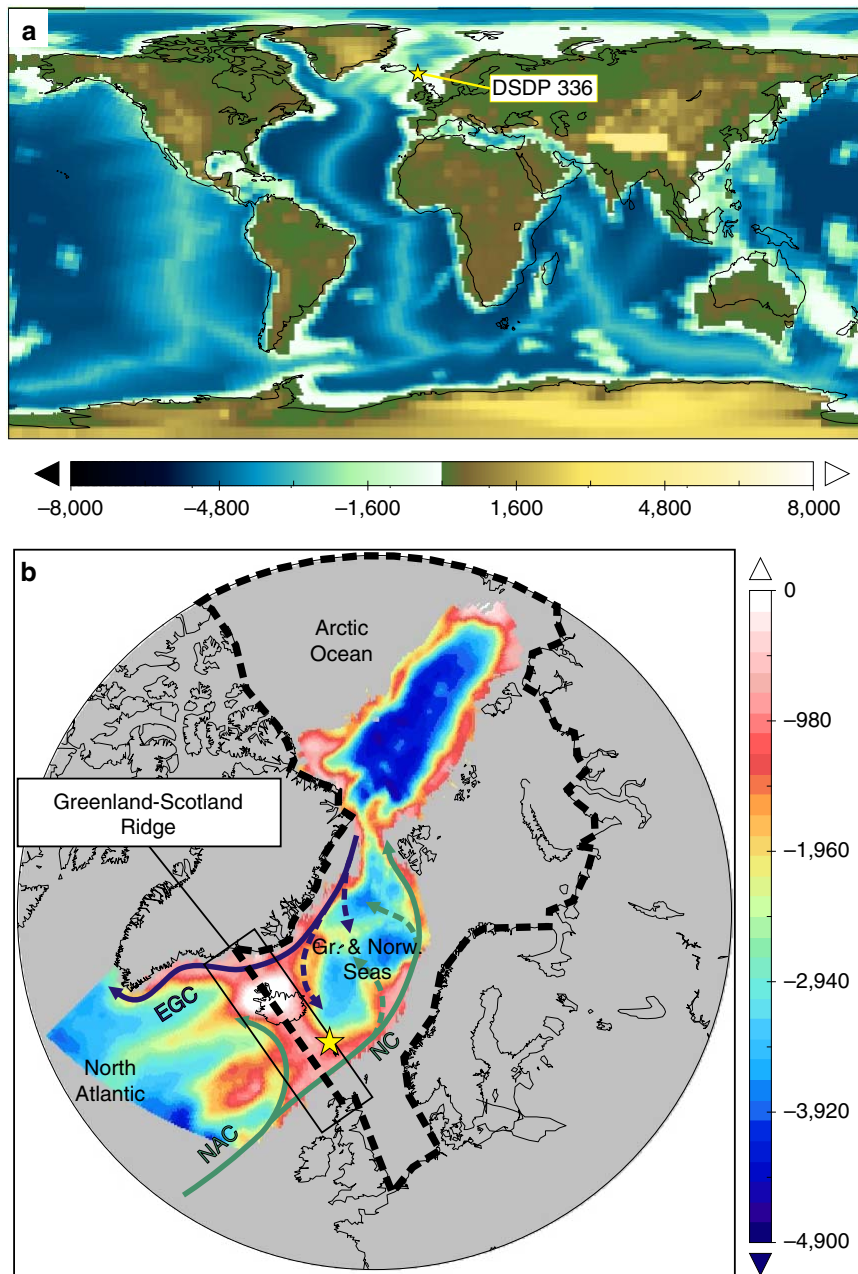 a
DSDP 336
–8,000
–4,800
–1,600
1,600
4,800
8,000
b
Arctic
Ocean
Greenland-Scotland
Ridge
Gr. & Norw.
Seas
EGC
NC
North
Atlantic
NAC
0
–980
–1,960
–2,940
–3,920
–4,900